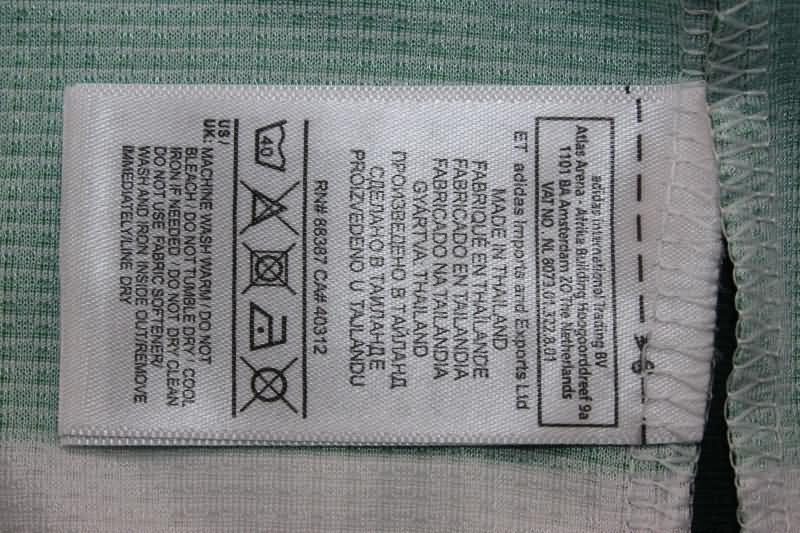 adidas International Trading BV
Atlas Arena - Afrika Building Hoogoorddreef 9a
1101 BA Amsterdam ZO The Netherlands
VAT NO. NL 8073.01.322.8.01
ET adidas Imports and Exports Ltd
MADE IN THAILAND
FABRIQUÉ EN THAILANDE
FABRICADO EN TAILANDIA
FABRICADO NA TAILÂNDIA
GYÁRTVA THAILAND
ПРОИЗВЕДЕНО В ТАЙЛАНД
СДЕЛАНО В ТАИЛАНДЕ
PROIZVEDENO U TAJLANDU
RN# 88387 CA# 40312
40
US /
UK: MACHINE WASH WARM / DO NOT
BLEACH / DO NOT TUMBLE DRY / COOL
IRON IF NEEDED / DO NOT DRY CLEAN
DO NOT USE FABRIC SOFTENER/
WASH AND IRON INSIDE OUT/REMOVE
IMMEDIATELY/LINE DRY